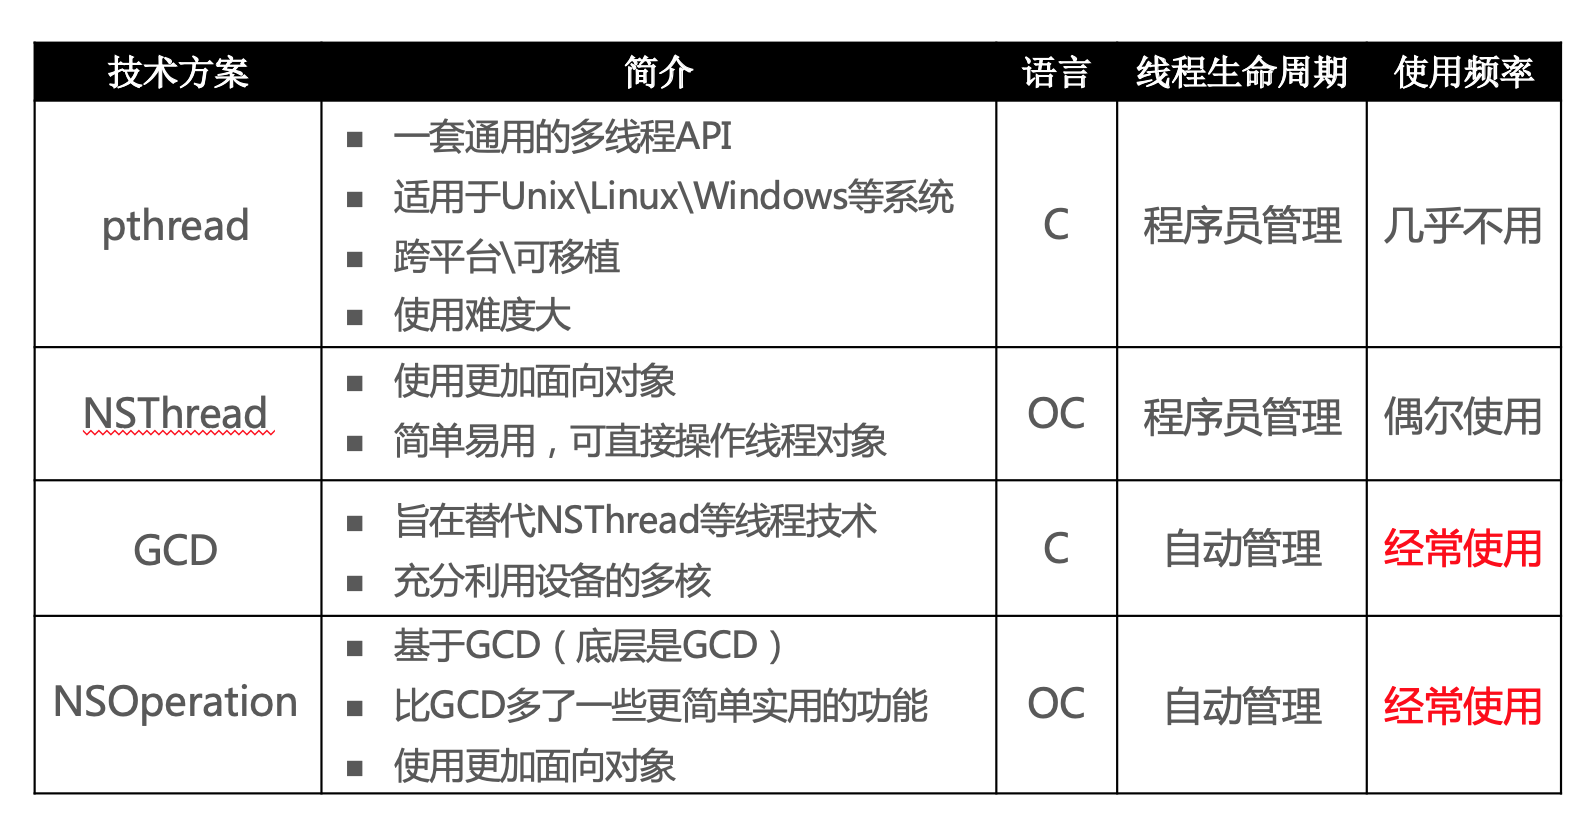 技术方案 简介 语言 线程生命周期 使用频率
pthread
■ 一套通用的多线程API
■ 适用于Unix\Linux\Windows等系统
■ 跨平台\可移植
■ 使用难度大
C
程序员管理
几乎不用
NSThread
■ 使用更加面向对象
■ 简单易用，可直接操作线程对象
OC
程序员管理
偶尔使用
GCD
■ 旨在替代NSThread等线程技术
■ 充分利用设备的多核
C
自动管理
经常使用
NSOperation
■ 基于GCD（底层是GCD）
■ 比GCD多了一些更简单实用的功能
■ 使用更加面向对象
OC
自动管理
经常使用